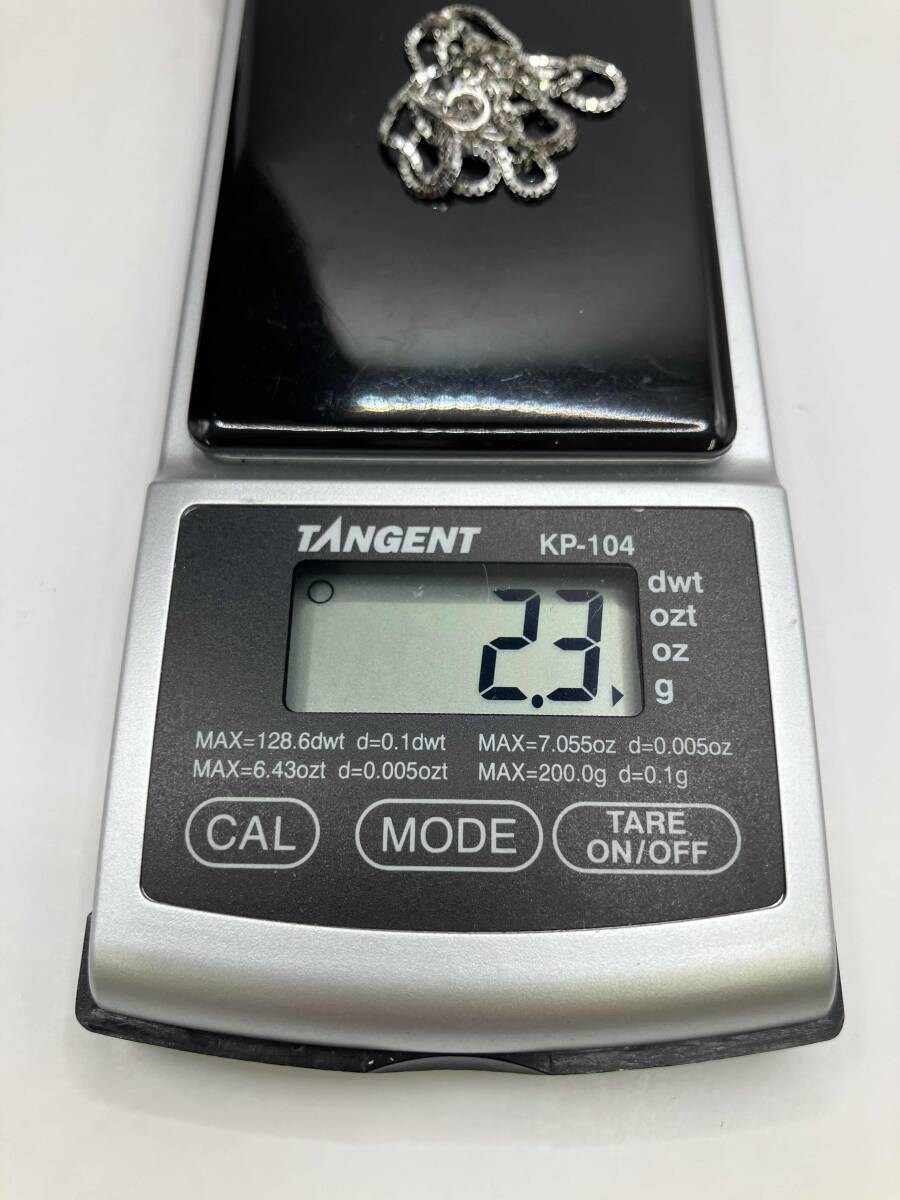 TANGENT KP-104
2.3
dwt
ozt
oz
g
MAX=128.6dwt d=0.1dwt MAX=7.055oz d=0.005oz
MAX=6.43ozt d=0.005ozt MAX=200.0g d=0.1g
CAL MODE TARE
ON/OFF